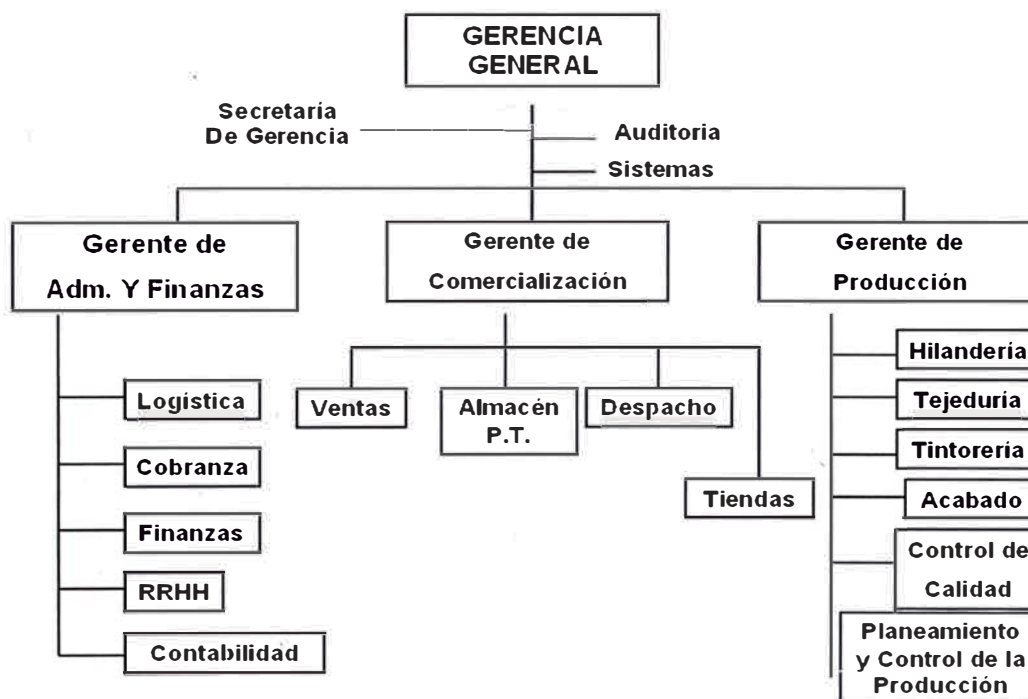 GERENCIA
GENERAL
Secretaría
De Gerencia
Auditoria
Sistemas
Gerente de
Adm. Y Finanzas
Gerente de
Comercialización
Gerente de
Producción
Logística
Cobranza
Finanzas
RRHH
Contabilidad
Ventas
Almacén
P.T.
Despacho
Tiendas
Hilandería
Tejeduría
Tintorería
Acabado
Control de
Calidad
Planeamiento
y Control de la
Producción